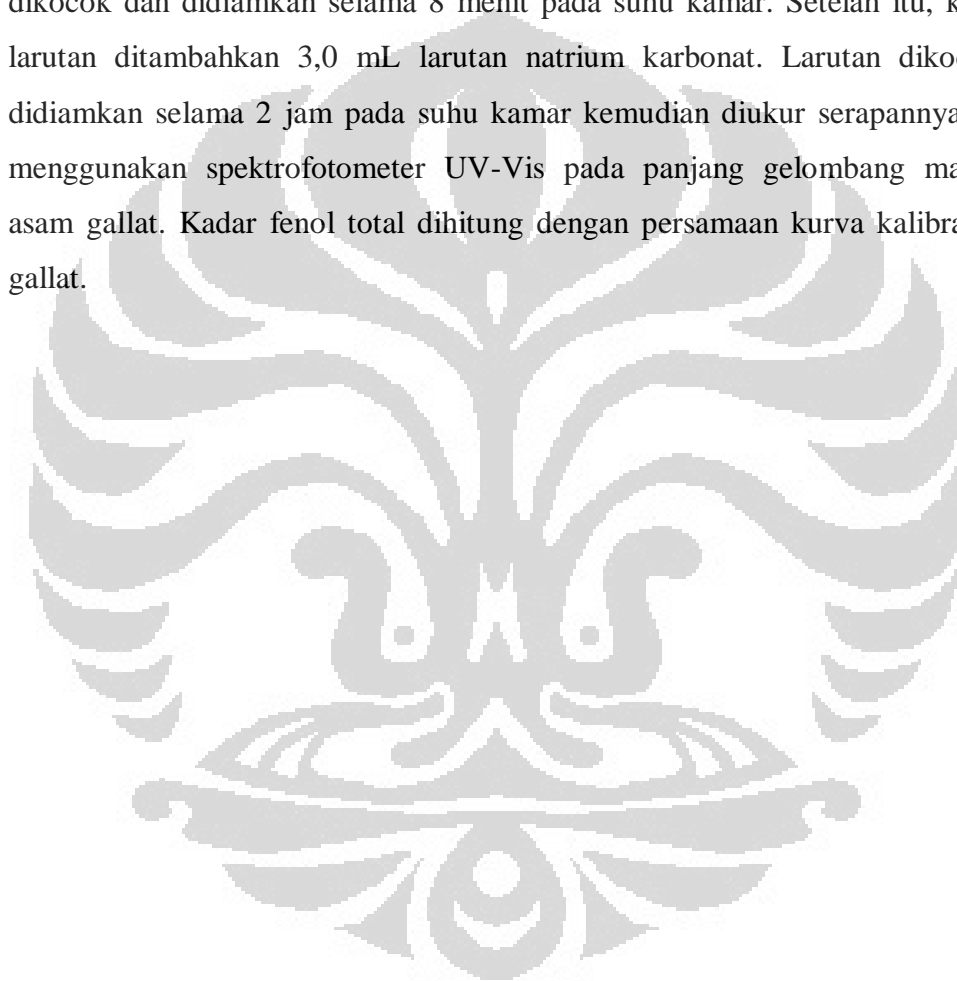 dikocok dan didiamkan selama 8 menit pada suhu kamar. Setelah itu, k
larutan ditambahkan 3,0 mL larutan natrium karbonat. Larutan diko
didiamkan selama 2 jam pada suhu kamar kemudian diukur serapannya
menggunakan spektrofotometer UV-Vis pada panjang gelombang ma
asam gallat. Kadar fenol total dihitung dengan persamaan kurva kalibra
gallat.